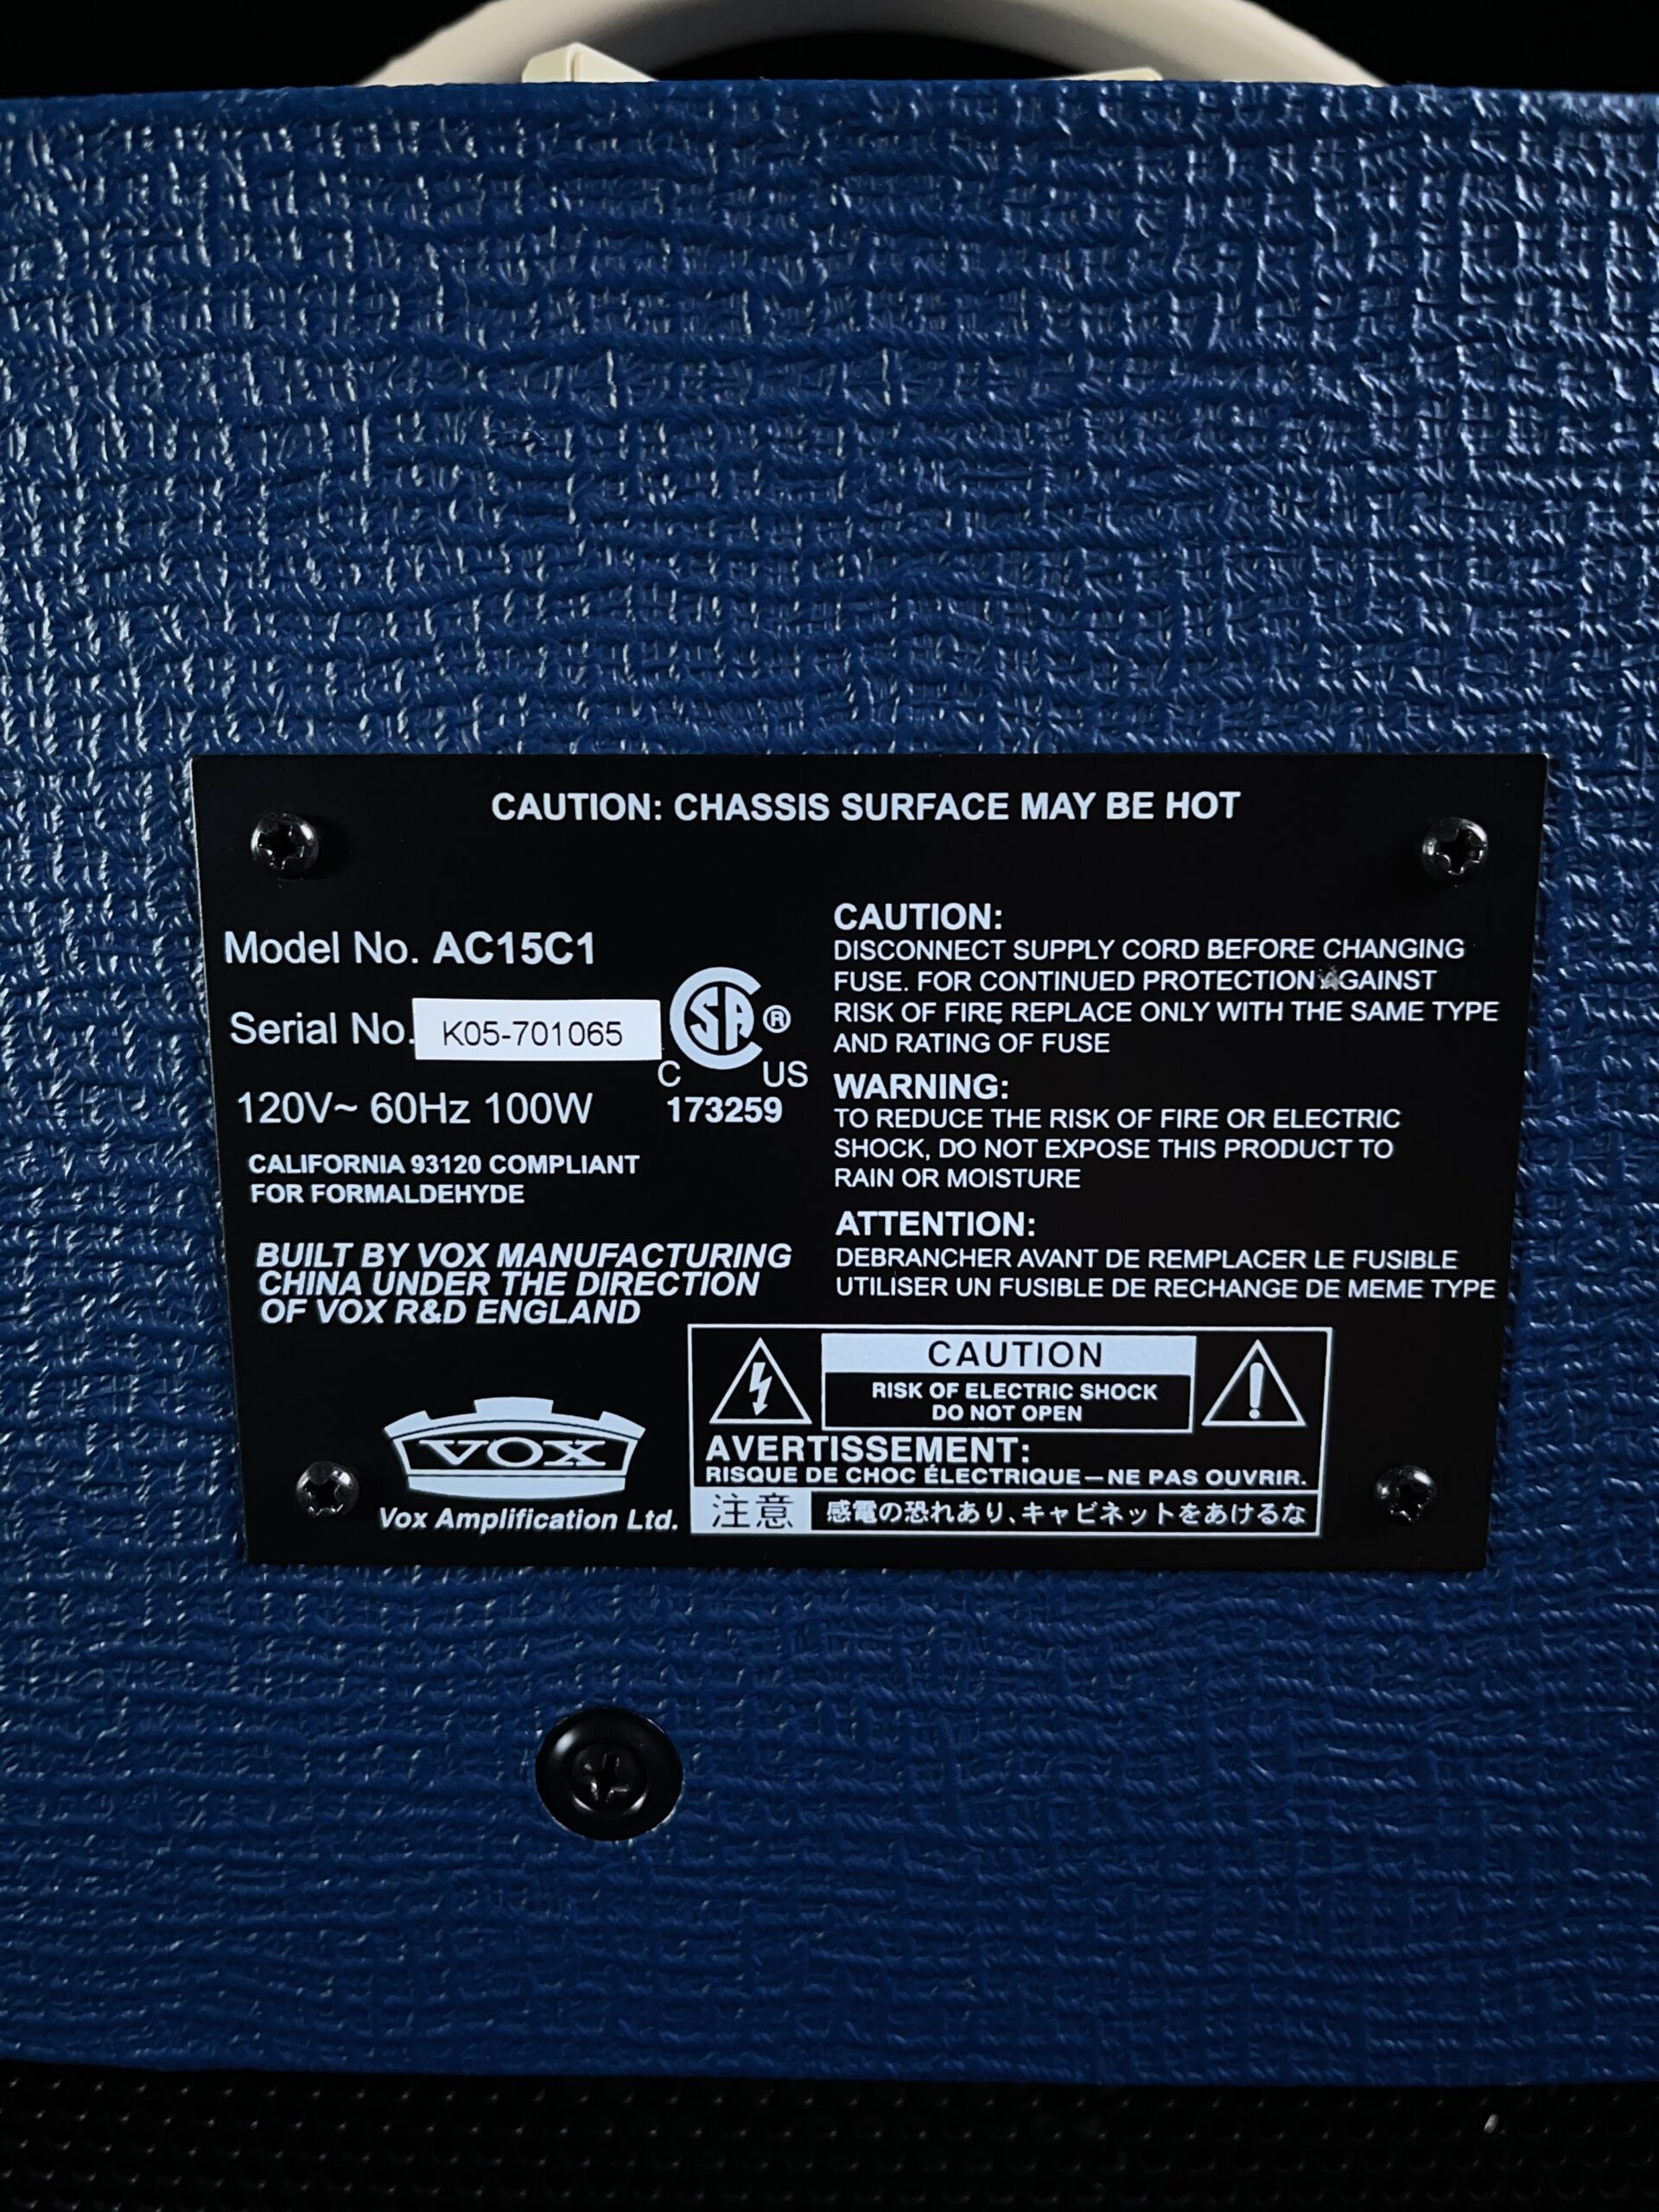 CAUTION: CHASSIS SURFACE MAY BE HOT
Model No. AC15C1
Serial No. K05-701065
120V~ 60Hz 100W
CALIFORNIA 93120 COMPLIANT
FOR FORMALDEHYDE
BUILT BY VOX MANUFACTURING
CHINA UNDER THE DIRECTION
OF VOX R&D ENGLAND
VOX
Vox Amplification Ltd.
SA ®
C US
173259
CAUTION:
DISCONNECT SUPPLY CORD BEFORE CHANGING
FUSE. FOR CONTINUED PROTECTION AGAINST
RISK OF FIRE REPLACE ONLY WITH THE SAME TYPE
AND RATING OF FUSE
WARNING:
TO REDUCE THE RISK OF FIRE OR ELECTRIC
SHOCK, DO NOT EXPOSE THIS PRODUCT TO
RAIN OR MOISTURE
ATTENTION:
DEBRANCHER AVANT DE REMPLACER LE FUSIBLE
UTILISER UN FUSIBLE DE RECHANGE DE MEME TYPE
CAUTION
RISK OF ELECTRIC SHOCK
DO NOT OPEN
AVERTISSEMENT:
RISQUE DE CHOC ÉLECTRIQUE—NE PAS OUVRIR.
注意 感電の恐れあり、キャビネットをあけるな